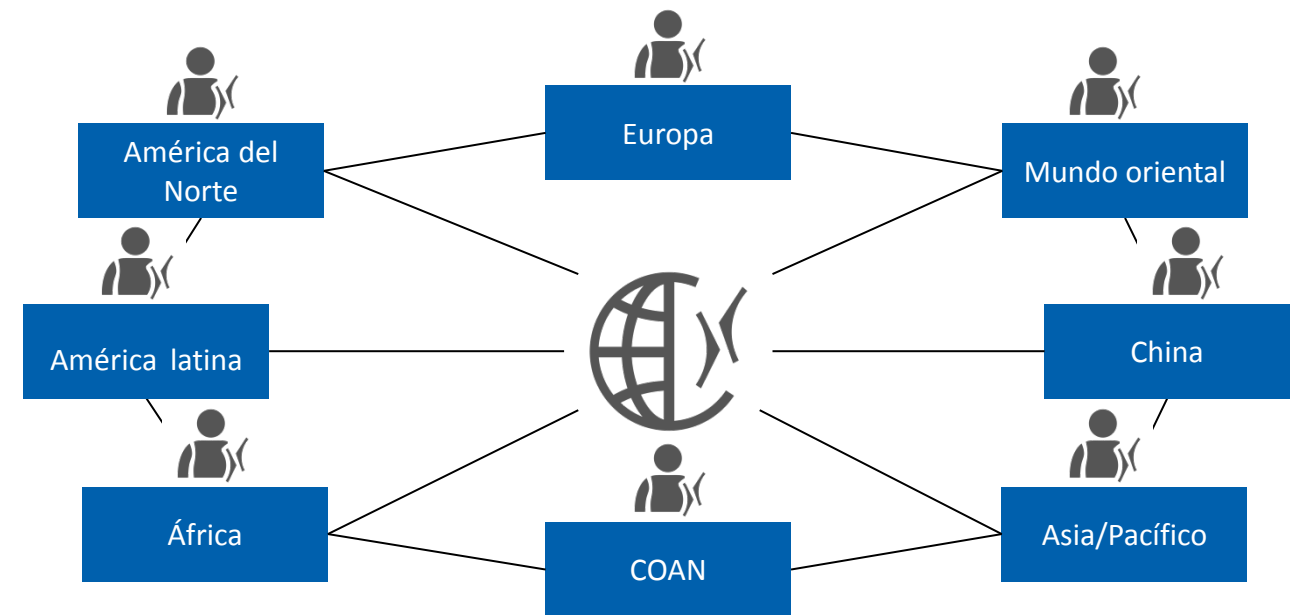 Europa
América del
Norte
Mundo oriental
América  latina
China
África
COAN
Asia/Pacífico